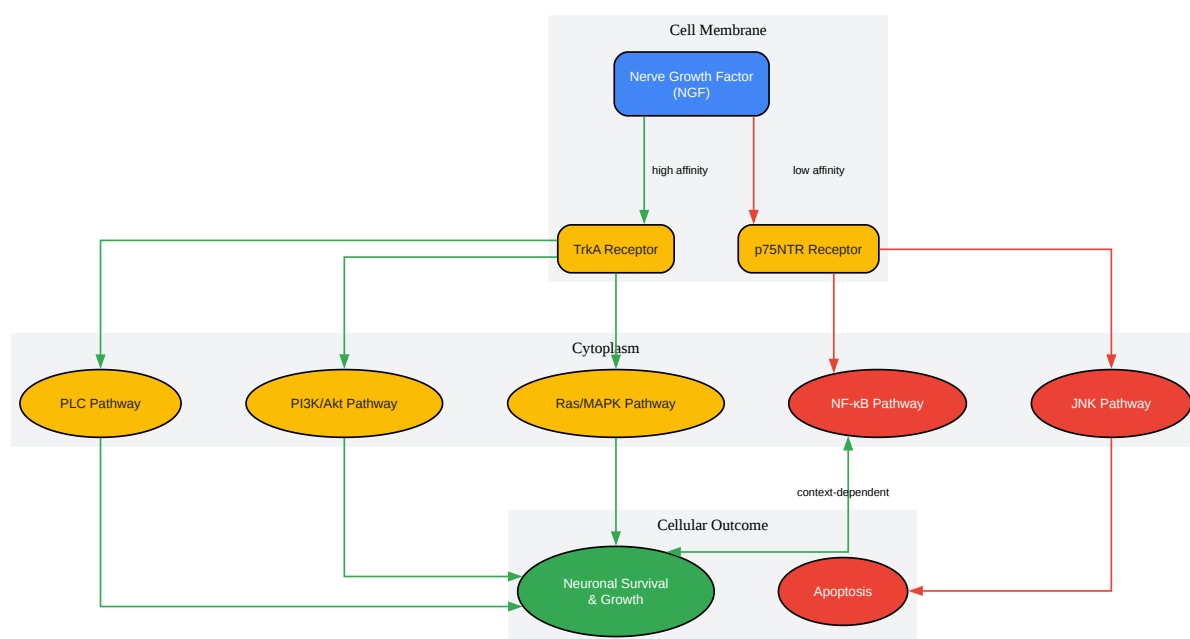 Cell Membrane
Nerve Growth Factor
(NGF)
high affinity
low affinity
TrkA Receptor
p75NTR Receptor
Cytoplasm
PLC Pathway
PI3K/Akt Pathway
Ras/MAPK Pathway
NF-κB Pathway
JNK Pathway
context-dependent
Cellular Outcome
Neuronal Survival
& Growth
Apoptosis